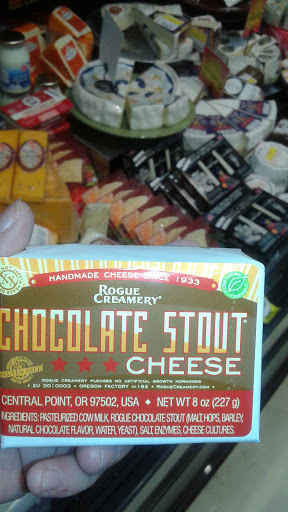 HANDMADE CHEESE SINCE 1933
ROGUE
CREAMERY®
CHOCOLATE STOUT
CHEESE
ROGUE CREAMERY PLEDGES NO ARTIFICIAL GROWTH HORMONES
CENTRAL POINT, OR 97502, USA ♦ NET WT 8 oz (227 g)
INGREDIENTS: PASTEURIZED COW MILK, ROGUE CHOCOLATE STOUT (MALT, HOPS, BARLEY,
NATURAL CHOCOLATE FLAVOR, WATER, YEAST), SALT, ENZYMES, CHEESE CULTURES.